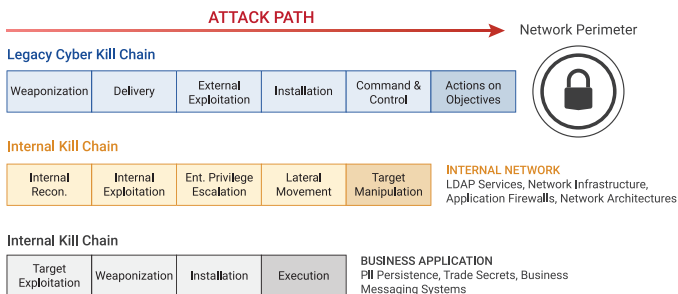 ATTACK PATH
Network Perimeter
Legacy Cyber Kill Chain
Weaponization
Delivery
External
Exploitation
Installation
Command &
Control
Actions on
Objectives
Internal Kill Chain
Internal
Recon.
Internal
Exploitation
Ent. Privilege
Escalation
Lateral
Movement
Target
Manipulation
INTERNAL NETWORK
LDAP Services, Network Infrastructure,
Application Firewalls, Network Architectures
Internal Kill Chain
Target
Exploitation
Weaponization
Installation
Execution
BUSINESS APPLICATION
PII Persistence, Trade Secrets, Business
Messaging Systems